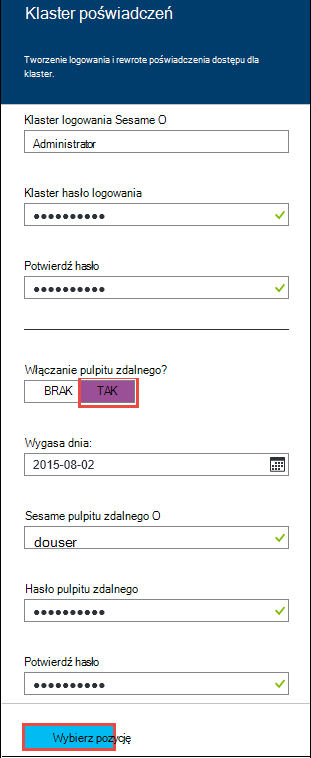 Klaster poświadczeń
Tworzenie logowania i rewrote poświadczenia dostępu dla
klaster.
Klaster logowania Sesame O
Administrator
Klaster hasło logowania
●●●●●●●●●●
Potwierdź hasło
●●●●●●●●●●
Włączanie pulpitu zdalnego?
BRAK TAK
Wygasa dnia:
2015-08-02
Sesame pulpitu zdalnego O
douser
Hasło pulpitu zdalnego
●●●●●●●●●●
Potwierdź hasło
●●●●●●●●●●
Wybierz pozycję